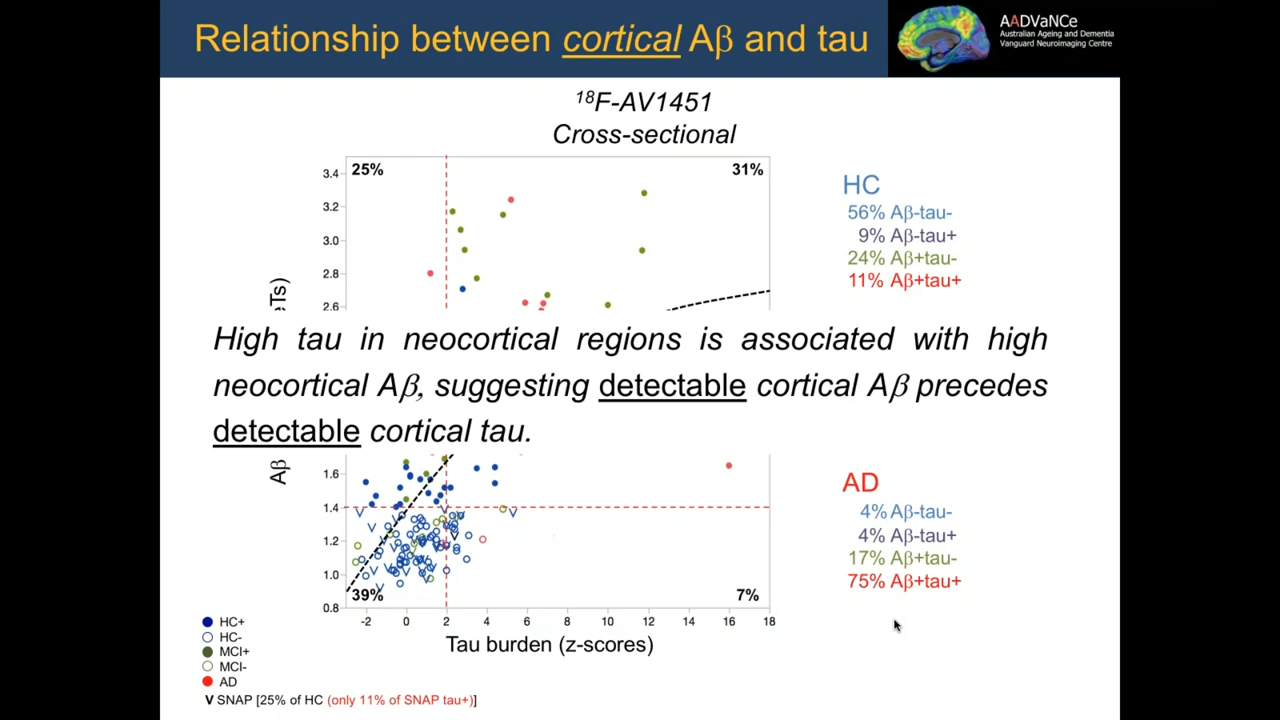 Relationship between cortical Aβ and tau
AADVaNCe
Australian Ageing and Dementia
Vanguard Neuroimaging Centre
18F-AV1451
Cross-sectional
25%
31%
3.4
3.2
3.0
2.8
2.6
HC
56% Aβ-tau-
9% Aβ-tau+
24% Aβ+tau-
11% Aβ+tau+
High tau in neocortical regions is associated with high
neocortical Aβ, suggesting detectable cortical Aβ precedes
detectable cortical tau.
Aβ
1.6
1.4
1.2
1.0
0.8
39%
7%
-2 0 2 4 6 8 10 12 14 16 18
Tau burden (z-scores)
AD
4% Aβ-tau-
4% Aβ-tau+
17% Aβ+tau-
75% Aβ+tau+
HC+
HC-
MCI+
MCI-
AD
V SNAP [25% of HC (only 11% of SNAP tau+)]